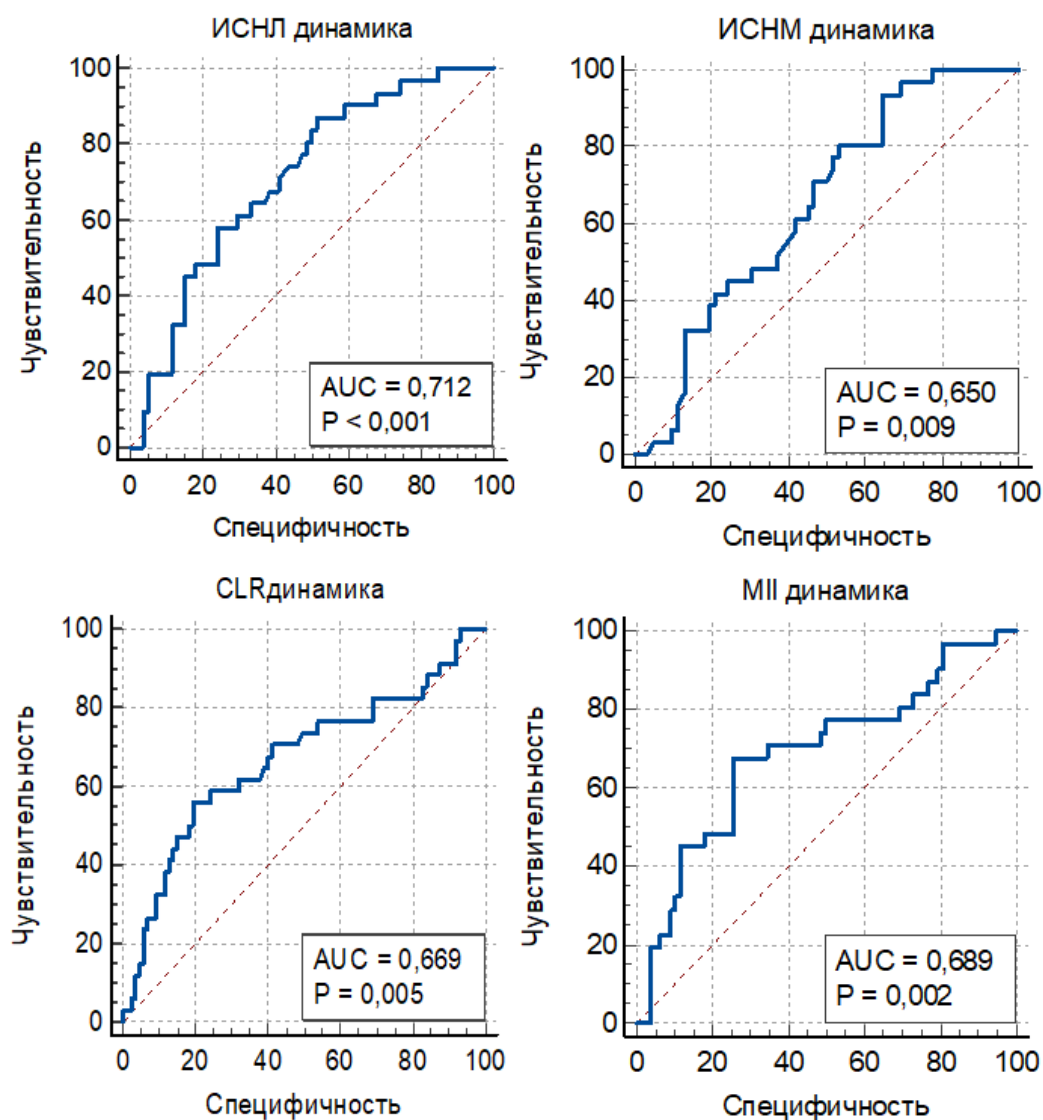 ИСНЛ динамика
100
80
60
40
20
0
Чувствительность
AUC = 0,712
P < 0,001
0 20 40 60 80 100
Специфичность
ИСНМ динамика
100
80
60
40
20
0
Чувствительность
AUC = 0,650
P = 0,009
0 20 40 60 80 100
Специфичность
CLRдинамика
100
80
60
40
20
0
Чувствительность
AUC = 0,669
P = 0,005
0 20 40 60 80 100
Специфичность
MII динамика
100
80
60
40
20
0
Чувствительность
AUC = 0,689
P = 0,002
0 20 40 60 80 100
Специфичность